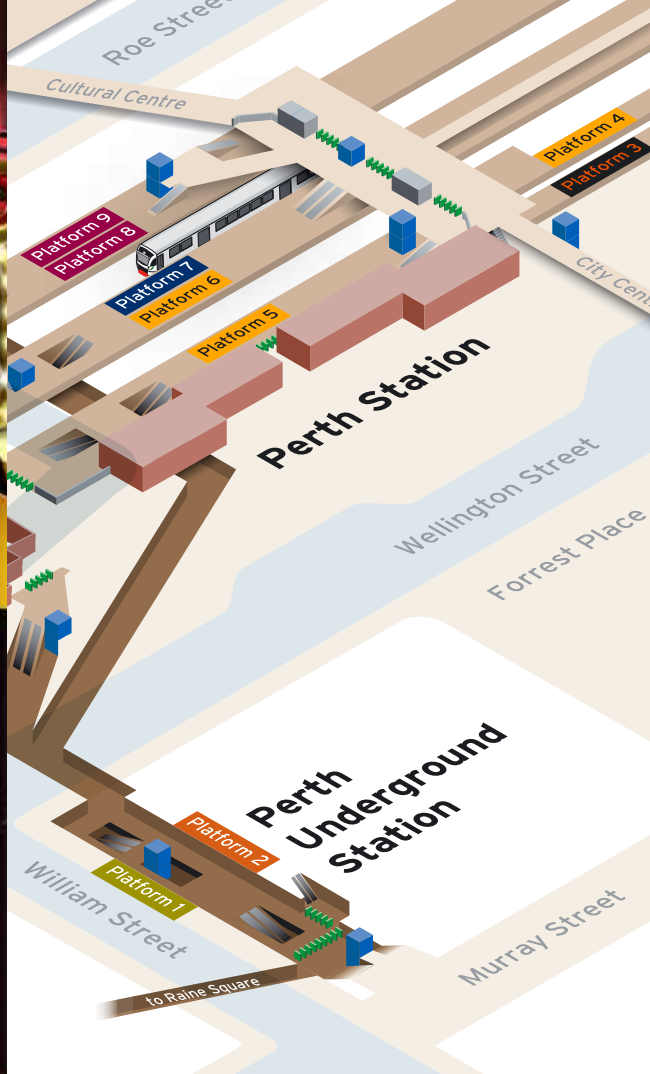 Roe Street
Cultural Centre
Platform 4
Platform 3
Platform 9
Platform 8
Platform 7
Platform 6
Platform 5
City Cent
Perth Station
Wellington Street
Forrest Place
Perth
Underground
Station
Platform 2
Platform 1
William Street
Murray Street
to Raine Square